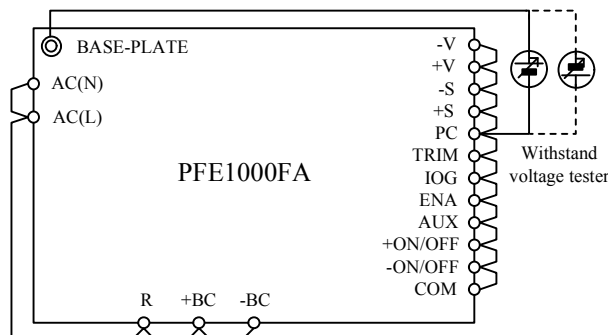 BASE-PLATE
AC(N)
AC(L)
PFE1000FA
-V
+V
-S
+S
PC
TRIM
IOG
ENA
AUX
+ON/OFF
-ON/OFF
COM
R +BC -BC
Withstand
voltage tester